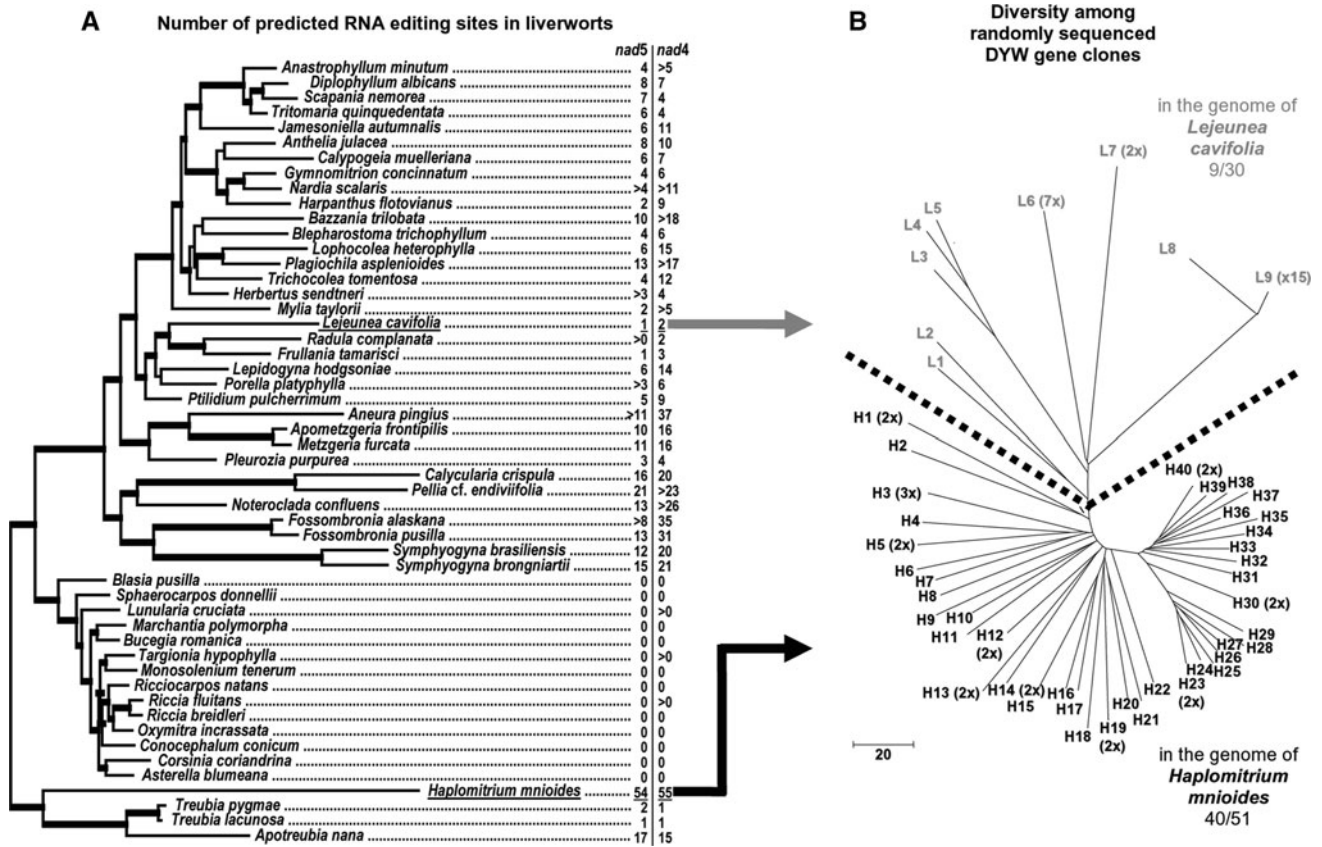 A Number of predicted RNA editing sites in liverworts
nad5 nad4
Anastrophyllum minutum 4 >5
Diplophyllum albicans 8 7
Scapania nemorea 7 4
Tritomaria quinquedentata 6 4
Jamesoniella autumnalis 6 11
Anthelia julacea 8 10
Calypogeia muelleriana 6 7
Gymnomitrion concinnatum 4 6
Nardia scalaris >4 >11
Harpanthus flotovianus 2 9
Bazzania trilobata 10 >18
Blepharostoma trichophyllum 4 6
Lophocolea heterophylla 6 15
Plagiochila asplenioides 13 >17
Trichocolea tomentosa 4 12
Herbertus sendtneri >3 4
Mylia taylorii 2 >5
Lejeunea cavifolia 1 2
Radula complanata >0 2
Frullania tamarisci 1 3
Lepidogyna hodgsoniae 6 14
Porella platyphylla >3 6
Ptilidium pulcherrimum 5 9
Aneura pingius >11 37
Apometzgeria frontipilis 10 16
Metzgeria furcata 11 16
Pleurozia purpurea 3 4
Calycularia crispula 16 20
Pellia cf. endiviifolia 21 >23
Noteroclada confluens 13 >26
Fossombronia alaskana >8 35
Fossombronia pusilla 13 31
Symphyogyna brasiliensis 12 20
Symphyogyna brongniartii 15 21
Blasia pusilla 0 0
Sphaerocarpos donnellii 0 0
Lunularia cruciata 0 >0
Marchantia polymorpha 0 0
Bucegia romanica 0 0
Targionia hypophylla 0 >0
Monosolenium tenerum 0 0
Ricciocarpos natans 0 0
Riccia fluitans 0 >0
Riccia breidleri 0 0
Oxymitra incrassata 0 0
Conocephalum conicum 0 0
Corsinia coriandrina 0 0
Asterella blumeana 0 0
Haplomitrium mnioides 54 55
Treubia pygmae 2 1
Treubia lacunosa 1 1
Apotreubia nana 17 15
B Diversity among
randomly sequenced
DYW gene clones
in the genome of
Lejeunea
cavifolia
9/30
L7 (2x)
L6 (7x)
L5
L4
L3
L8
L9 (x15)
L2
L1
H1 (2x)
H2
H3 (3x)
H4
H5 (2x)
H6
H7
H8
H9
H10
H11
H12
(2x)
H13 (2x)
H14 (2x)
H15
H16
H17
H18
H19
(2x)
H20
H21
H22
H23
(2x)
H24
H25
H26
H27
H28
H29
H30 (2x)
H31
H32
H33
H34
H35
H36
H37
H38
H39
H40 (2x)
20
in the genome of
Haplomitrium
mnioides
40/51